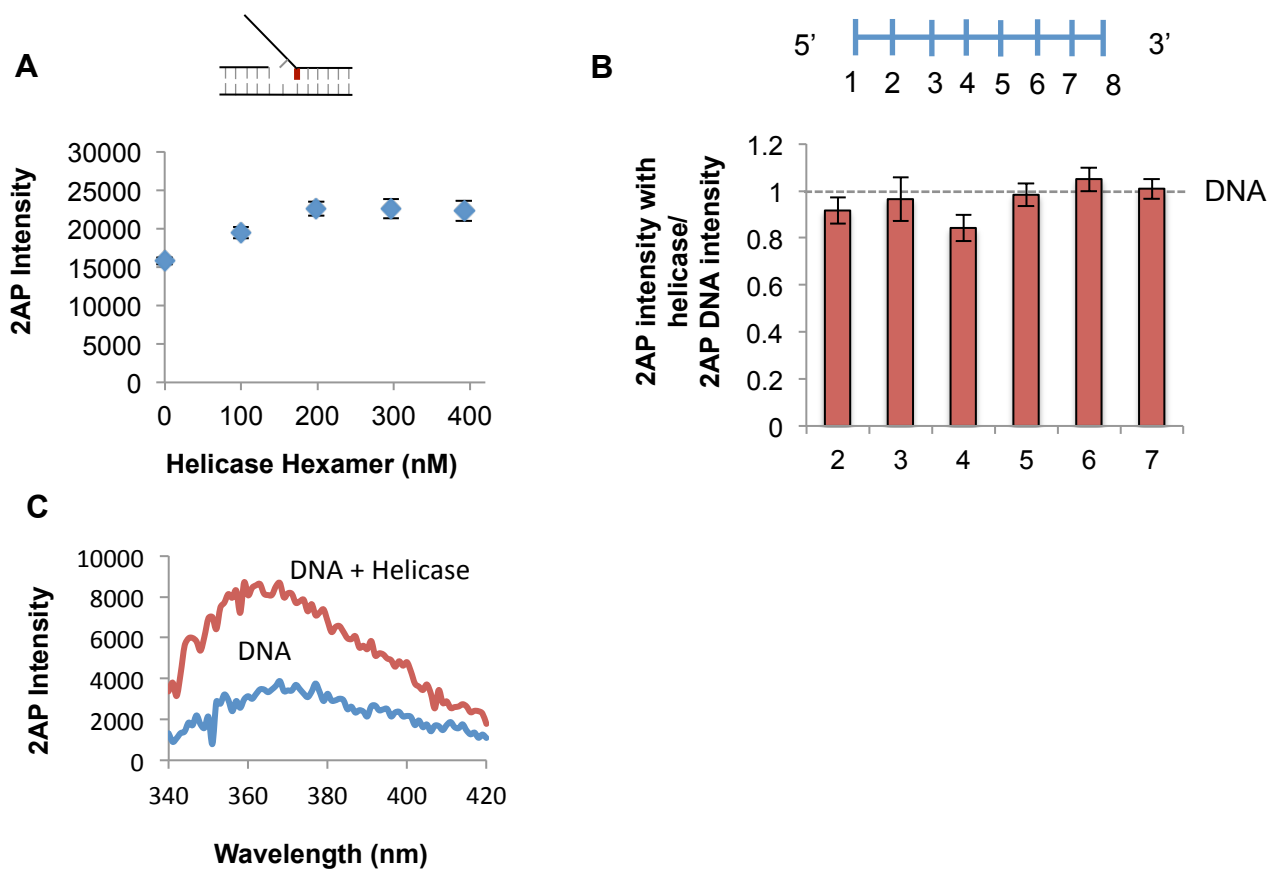 A
2AP Intensity
30000
25000
20000
15000
10000
5000
0
0 100 200 300 400
Helicase Hexamer (nM)
B
5’ 3’
1 2 3 4 5 6 7 8
2AP intensity with
helicase/
2AP DNA intensity
1.2
1
0.8
0.6
0.4
0.2
0
DNA
2 3 4 5 6 7
C
2AP Intensity
10000
8000
6000
4000
2000
0
DNA + Helicase
DNA
340 360 380 400 420
Wavelength (nm)